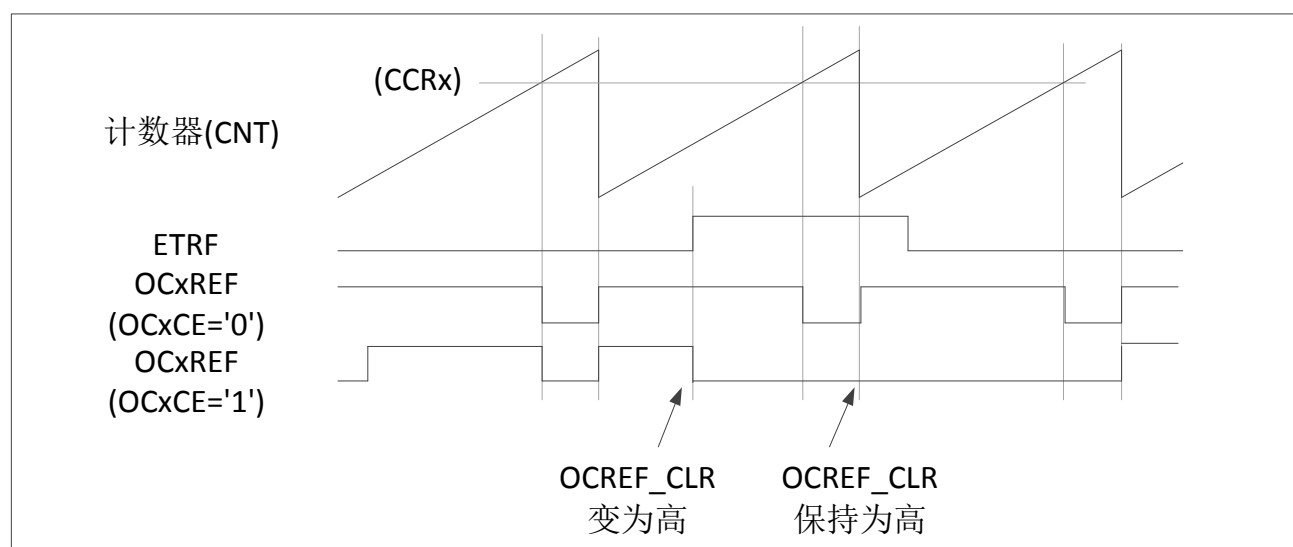 (CCRx)
计数器(CNT)
ETRF
OCxREF
(OCxCE='0')
OCxREF
(OCxCE='1')
OCREF_CLR
变为高
OCREF_CLR
保持为高